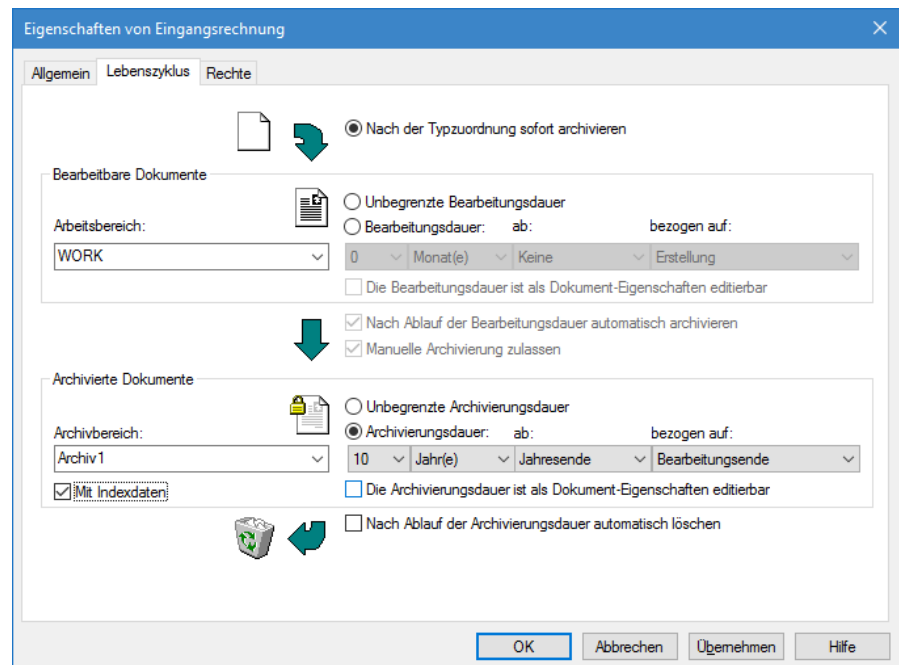 Eigenschaften von Eingangsrechnung
Allgemein Lebenszyklus Rechte
Nach der Typzuordnung sofort archivieren
Bearbeitbare Dokumente
Unbegrenzte Bearbeitungsdauer
Arbeitsbereich: Bearbeitungsdauer: ab: bezogen auf:
WORK 0 Monat(e) Keine Erstellung
Die Bearbeitungsdauer ist als Dokument-Eigenschaften editierbar
Nach Ablauf der Bearbeitungsdauer automatisch archivieren
Manuelle Archivierung zulassen
Archivierte Dokumente
Unbegrenzte Archivierungsdauer
Archivbereich: Archivierungsdauer: ab: bezogen auf:
Archiv1 10 Jahr(e) Jahresende Bearbeitungsende
Mit Indexdaten Die Archivierungsdauer ist als Dokument-Eigenschaften editierbar
Nach Ablauf der Archivierungsdauer automatisch löschen
OK Abbrechen Übernehmen Hilfe